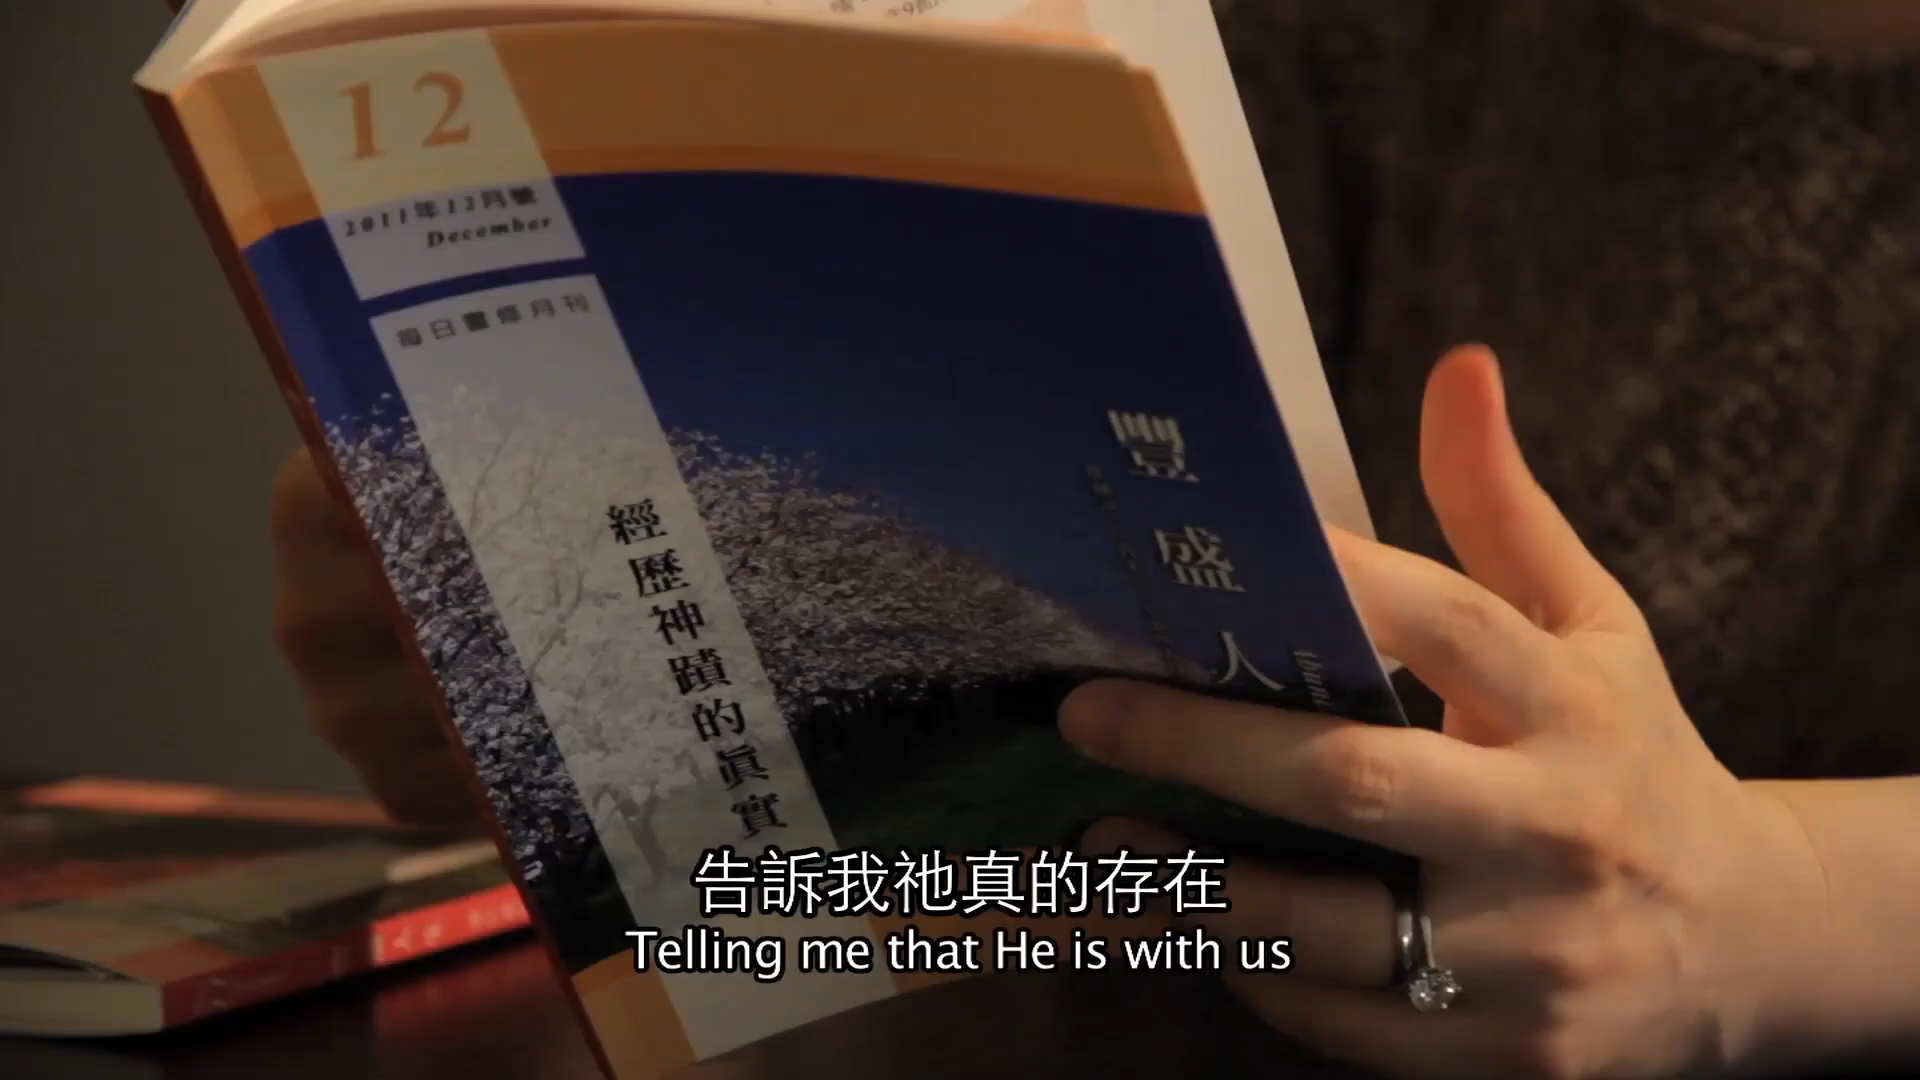 12
2011年12月號
December
每日靈修月刊
經歷神蹟的真實
豐盛人
告訴我祂真的存在
Telling me that He is with us